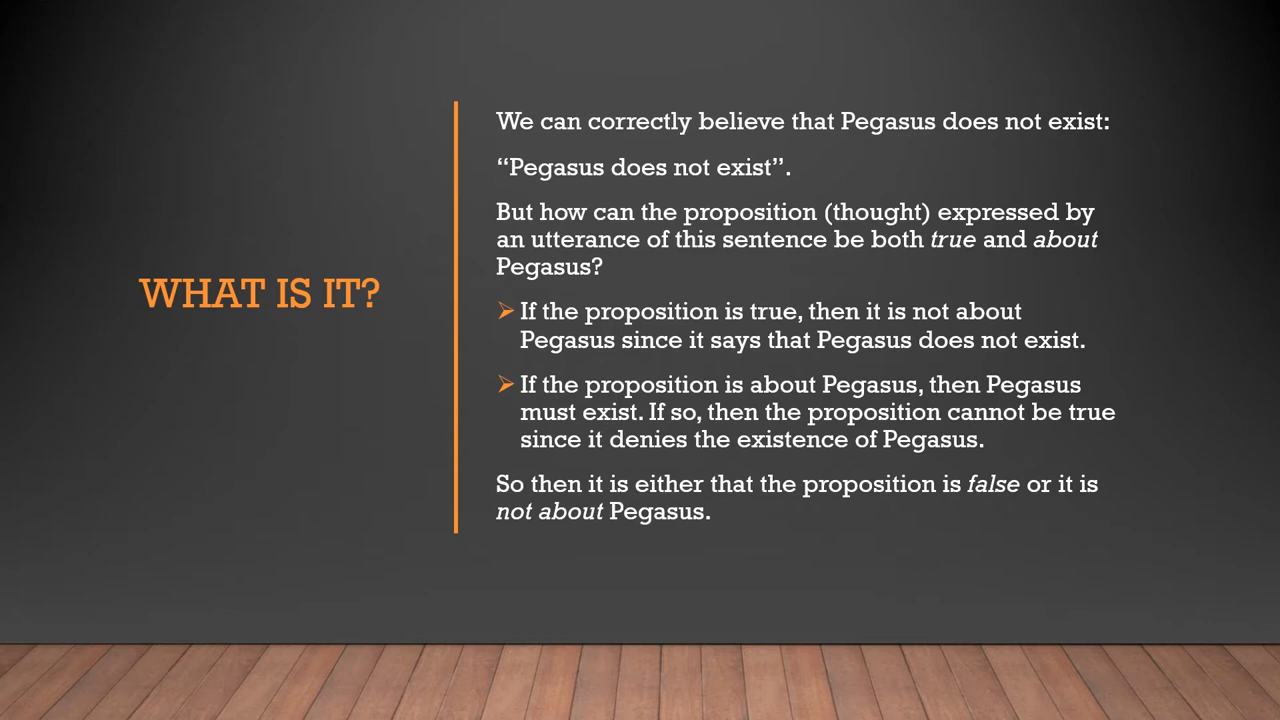 WHAT IS IT?
We can correctly believe that Pegasus does not exist:
“Pegasus does not exist”.
But how can the proposition (thought) expressed by
an utterance of this sentence be both true and about
Pegasus?
➢ If the proposition is true, then it is not about
Pegasus since it says that Pegasus does not exist.
➢ If the proposition is about Pegasus, then Pegasus
must exist. If so, then the proposition cannot be true
since it denies the existence of Pegasus.
So then it is either that the proposition is false or it is
not about Pegasus.